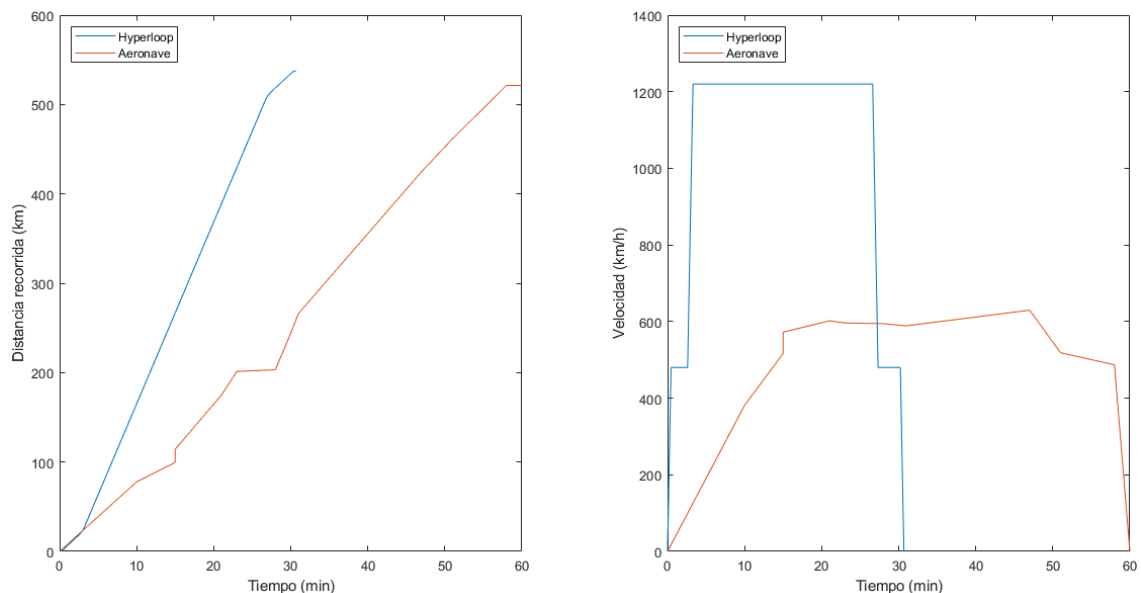 600
500
400
300
200
100
0
Distancia recorrida (km)
Hyperloop
Aeronave
0 10 20 30 40 50 60
Tiempo (min)
1400
1200
1000
800
600
400
200
0
Velocidad (km/h)
Hyperloop
Aeronave
0 10 20 30 40 50 60
Tiempo (min)